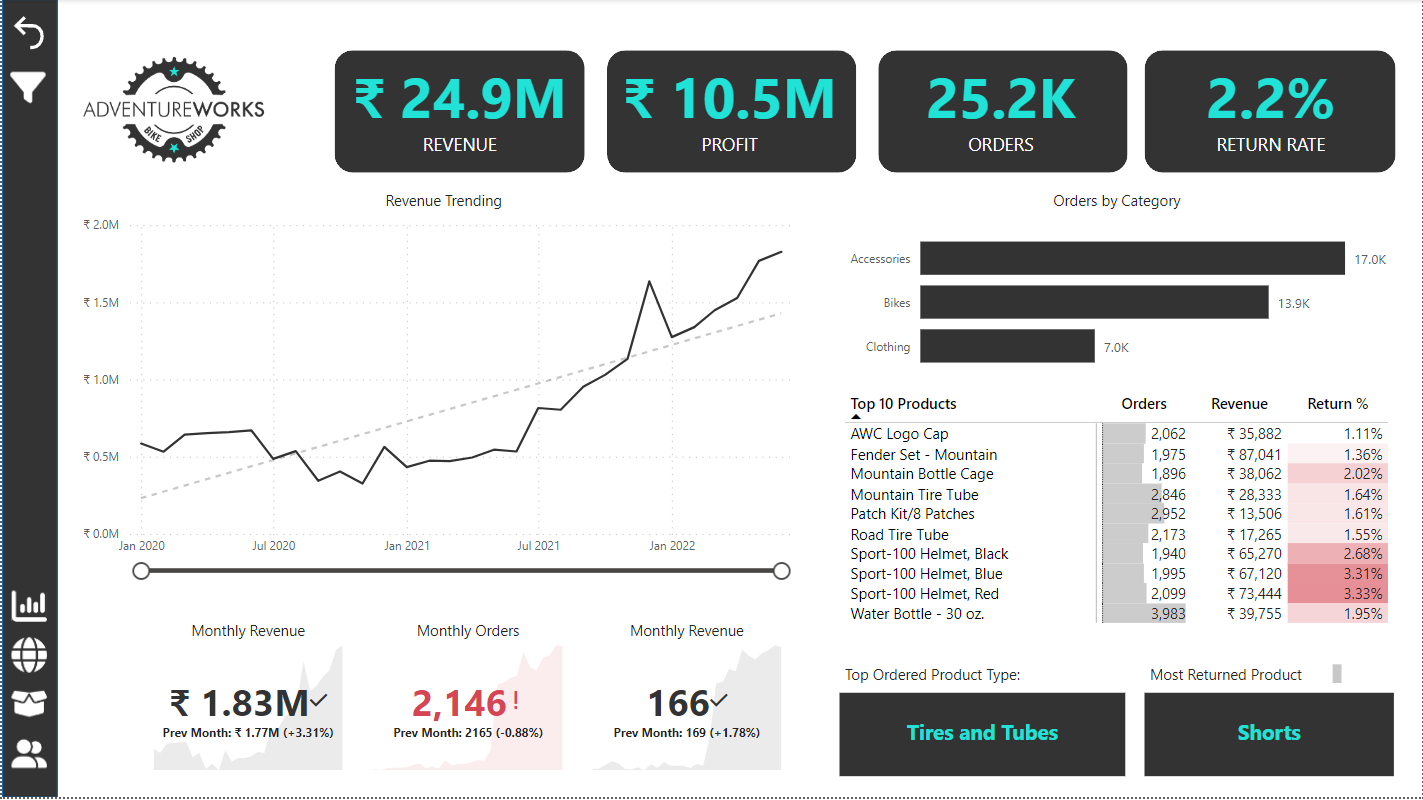 ADVENTUREWORKS
BIKE SHOP
₹ 24.9M
REVENUE
₹ 10.5M
PROFIT
25.2K
ORDERS
2.2%
RETURN RATE
Revenue Trending
₹ 2.0M
₹ 1.5M
₹ 1.0M
₹ 0.5M
₹ 0.0M
Jan 2020 Jul 2020 Jan 2021 Jul 2021 Jan 2022
Orders by Category
Accessories 17.0K
Bikes 13.9K
Clothing 7.0K
Top 10 Products Orders Revenue Return %
AWC Logo Cap 2,062 ₹ 35,882 1.11%
Fender Set - Mountain 1,975 ₹ 87,041 1.36%
Mountain Bottle Cage 1,896 ₹ 38,062 2.02%
Mountain Tire Tube 2,846 ₹ 28,333 1.64%
Patch Kit/8 Patches 2,952 ₹ 13,506 1.61%
Road Tire Tube 2,173 ₹ 17,265 1.55%
Sport-100 Helmet, Black 1,940 ₹ 65,270 2.68%
Sport-100 Helmet, Blue 1,995 ₹ 67,120 3.31%
Sport-100 Helmet, Red 2,099 ₹ 73,444 3.33%
Water Bottle - 30 oz. 3,983 ₹ 39,755 1.95%
Monthly Revenue
₹ 1.83M
Prev Month: ₹ 1.77M (+3.31%)
Monthly Orders
2,146!
Prev Month: 2165 (-0.88%)
Monthly Revenue
166
Prev Month: 169 (+1.78%)
Top Ordered Product Type:
Tires and Tubes
Most Returned Product
Shorts